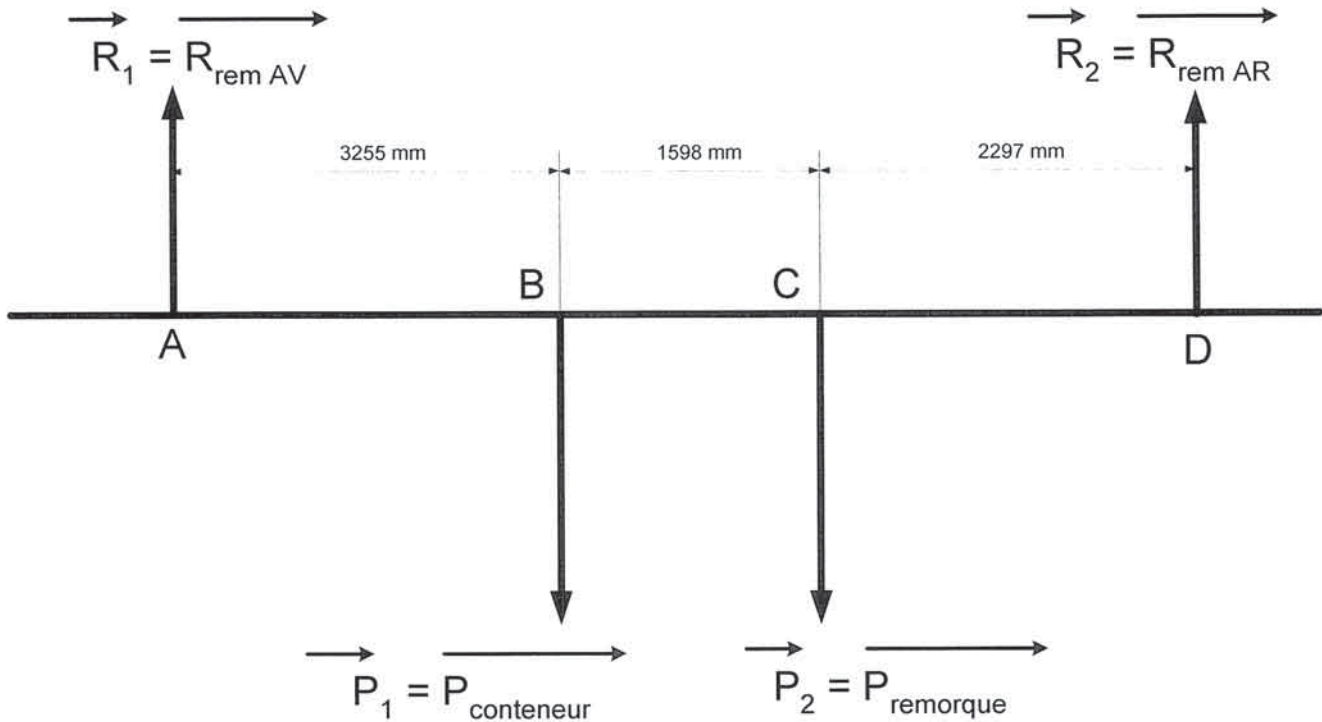 R1 = Rrem AV
R2 = Rrem AR
3255 mm
1598 mm
2297 mm
B
C
A
D
P1 = Pconteneur
P2 = Premorque